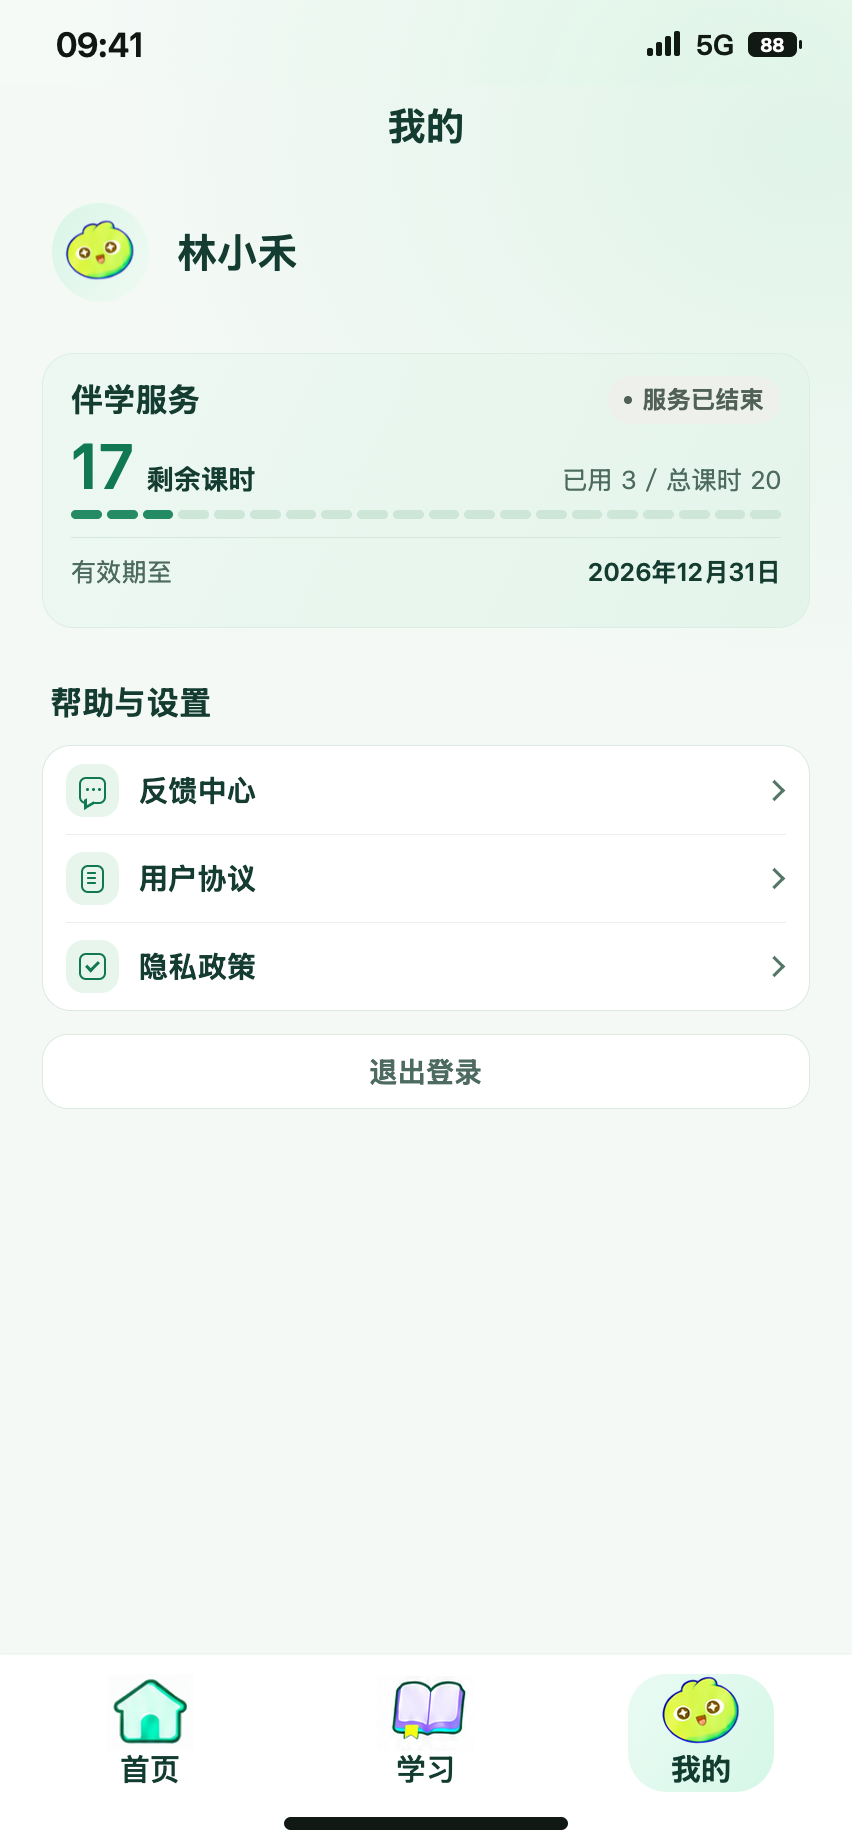 09:41
5G 88
我的
林小禾
伴学服务
服务已结束
17 剩余课时
已用 3 / 总课时 20
有效期至
2026年12月31日
帮助与设置
反馈中心
用户协议
隐私政策
退出登录
首页
学习
我的